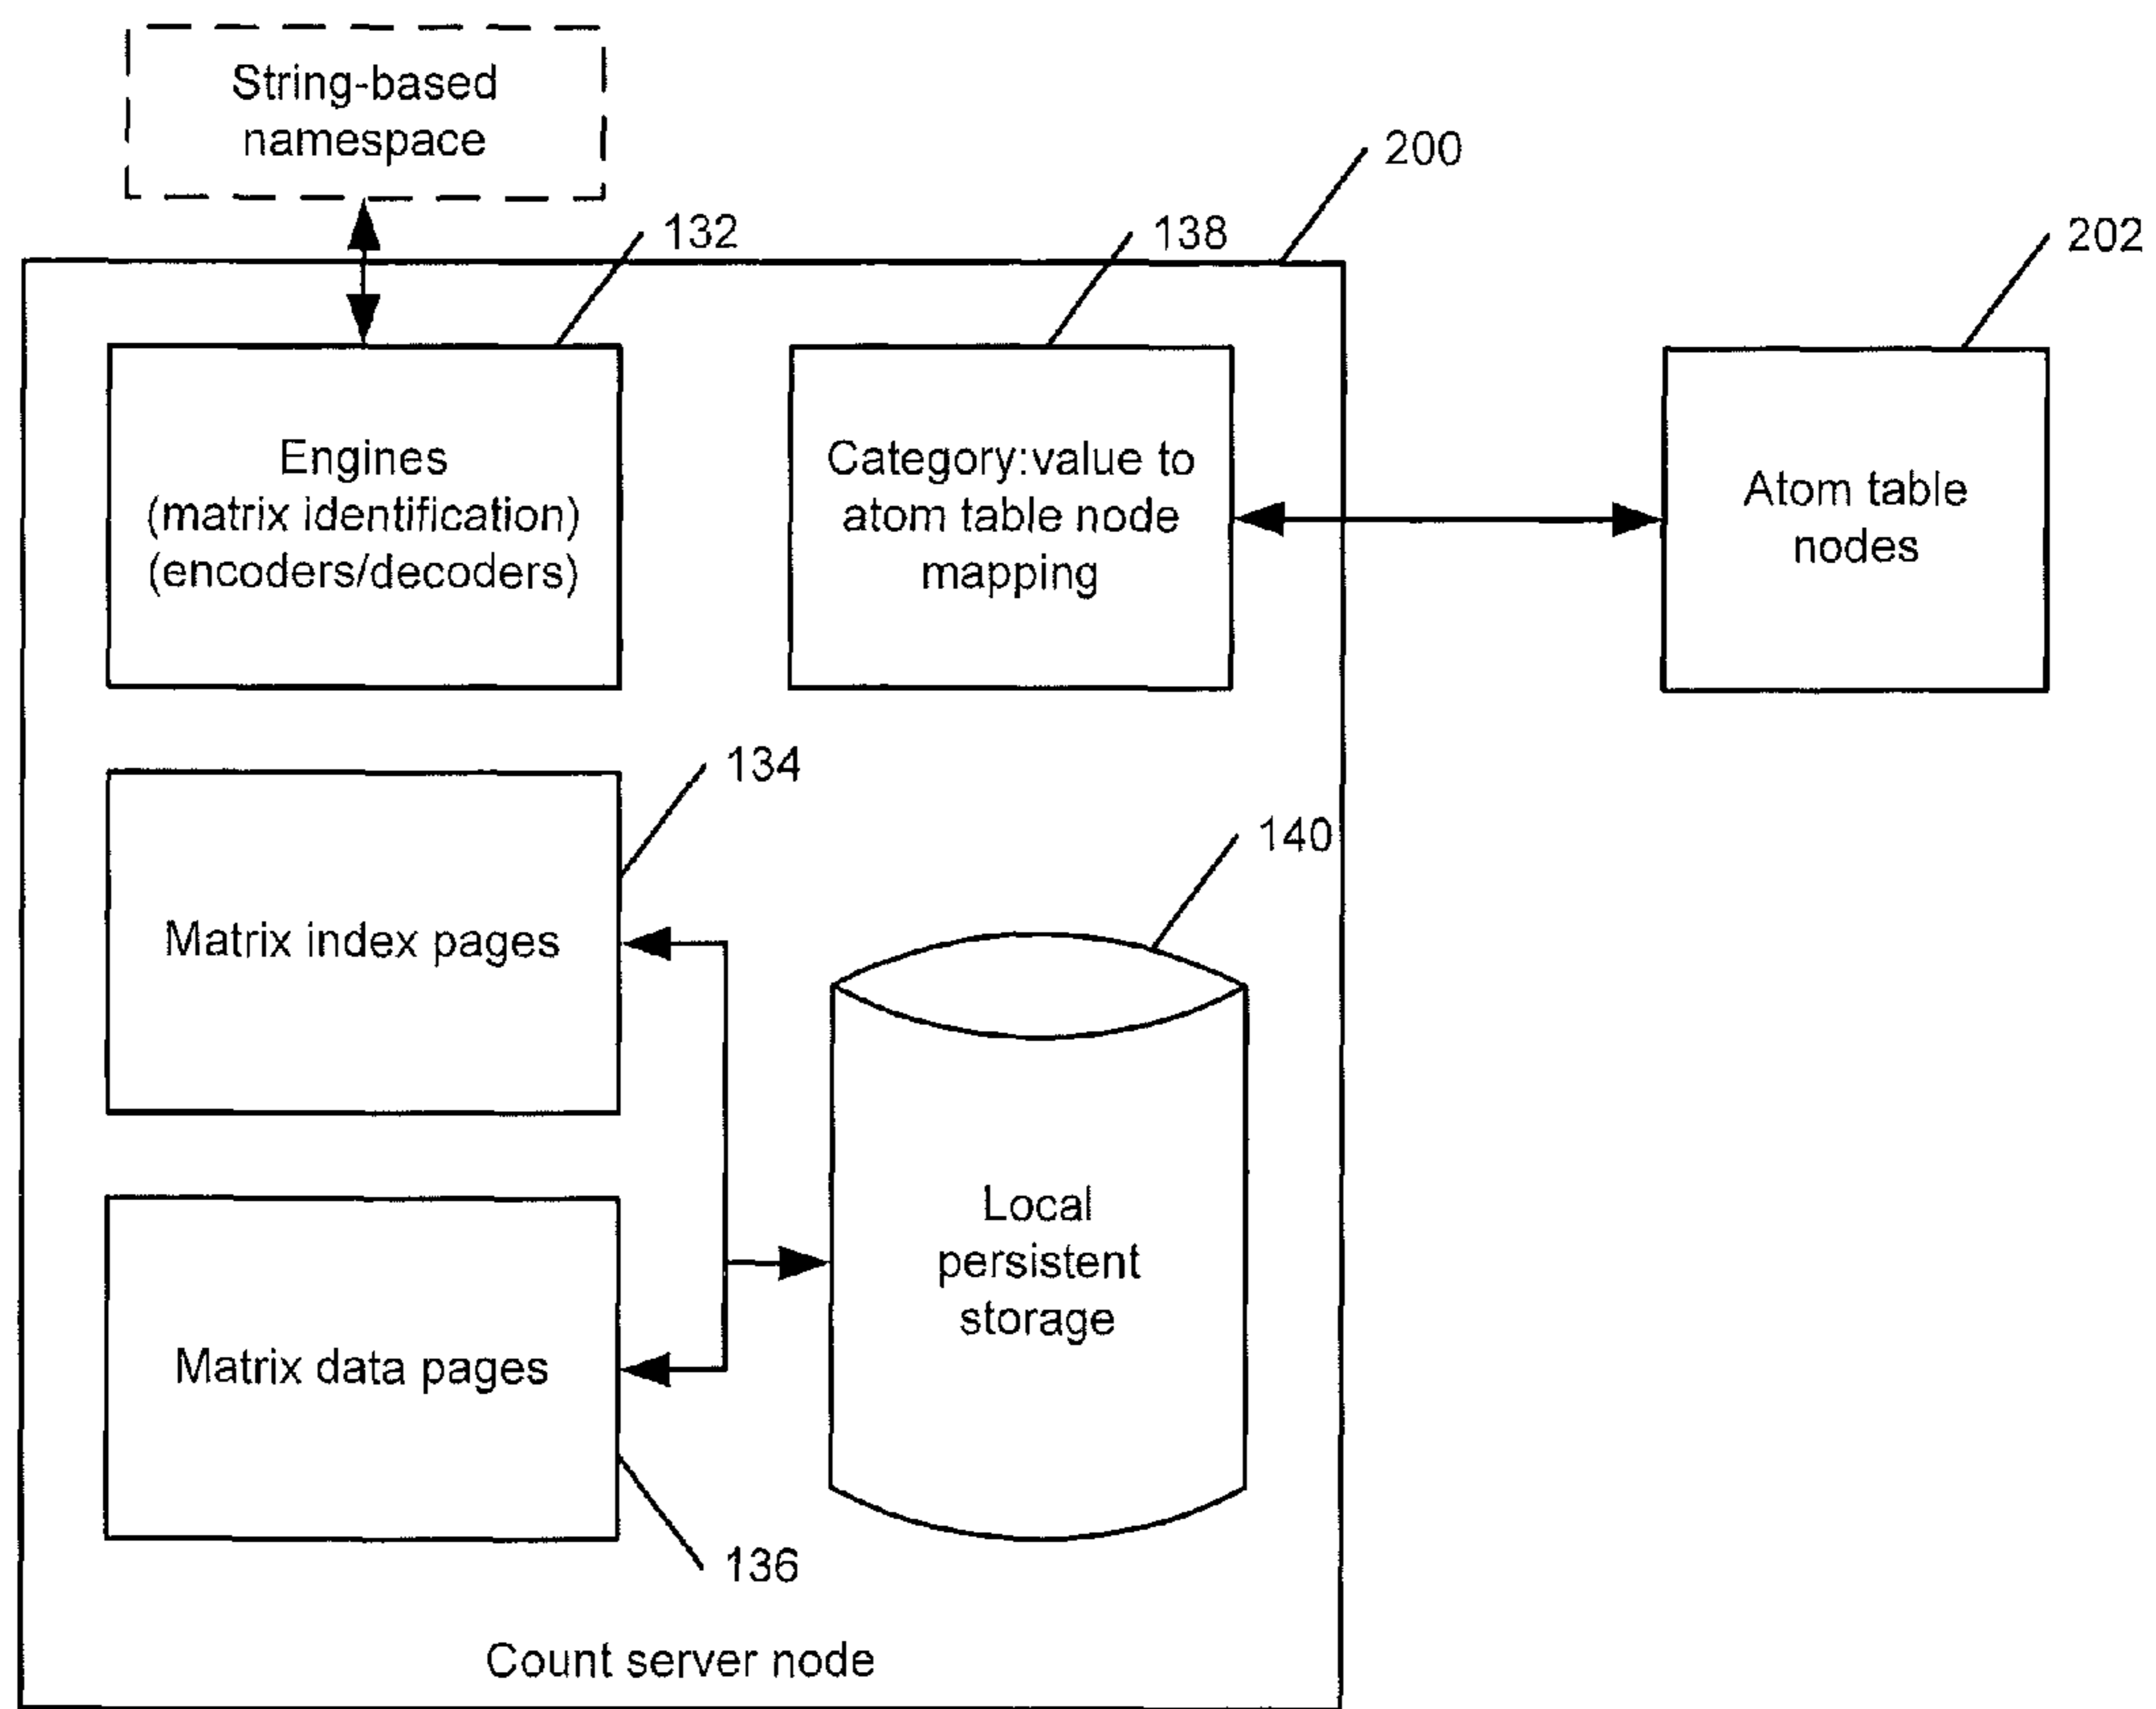 String-based
namespace
200
132
138
202
Engines
(matrix identification)
(encoders/decoders)
Category:value to
atom table node
mapping
Atom table
nodes
134
140
Matrix index pages
Local
persistent
storage
Matrix data pages
136
Count server node